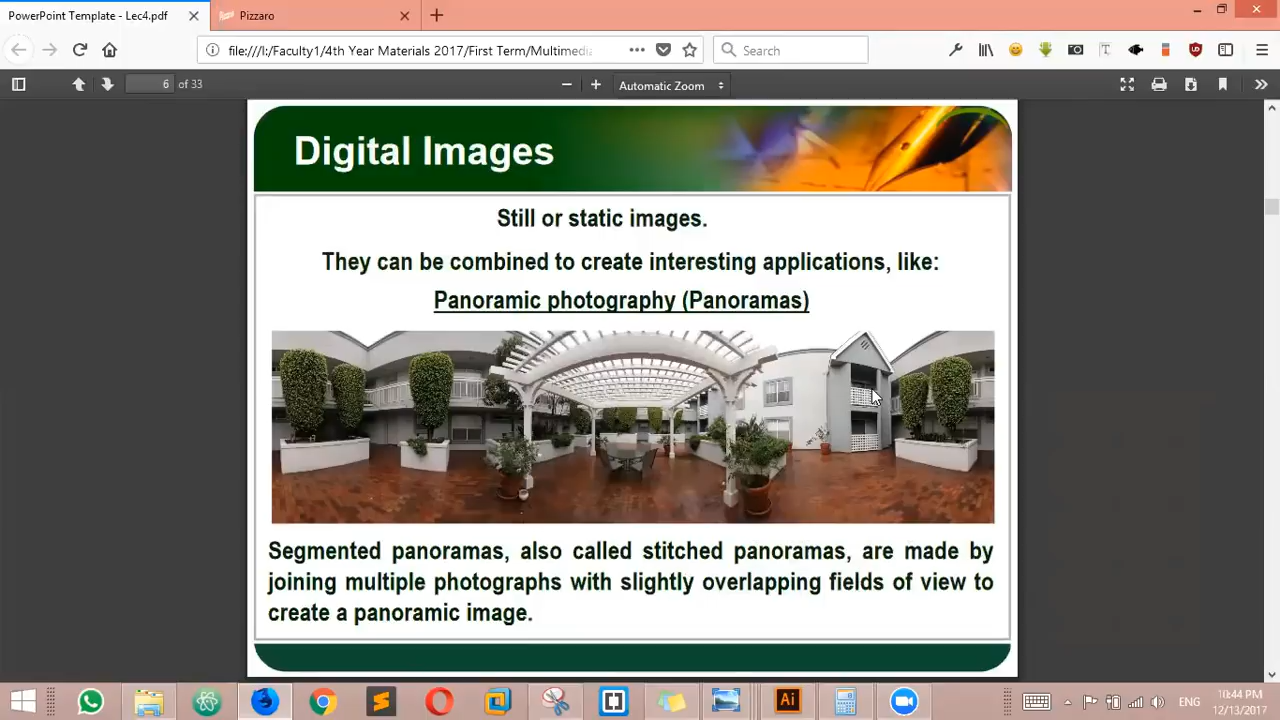 PowerPoint Template - Lec4.pdf
Pizzaro
file:///I:/Faculty1/4th Year Materials 2017/First Term/Multimedi
Search
6 of 33
Automatic Zoom
Digital Images
Still or static images.
They can be combined to create interesting applications, like:
Panoramic photography (Panoramas)
Segmented panoramas, also called stitched panoramas, are made by
joining multiple photographs with slightly overlapping fields of view to
create a panoramic image.
Ai
ENG
10:44 PM
12/13/2017